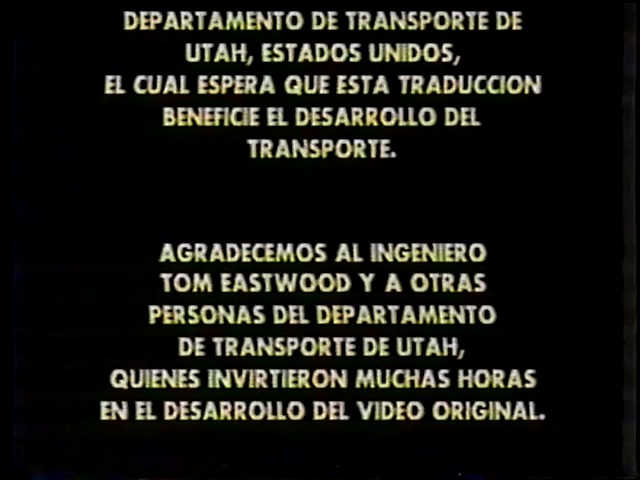 DEPARTAMENTO DE TRANSPORTE DE
UTAH, ESTADOS UNIDOS,
EL CUAL ESPERA QUE ESTA TRADUCCION
BENEFICIE EL DESARROLLO DEL
TRANSPORTE.
AGRADECEMOS AL INGENIERO
TOM EASTWOOD Y A OTRAS
PERSONAS DEL DEPARTAMENTO
DE TRANSPORTE DE UTAH,
QUIENES INVIRTIERON MUCHAS HORAS
EN EL DESARROLLO DEL VIDEO ORIGINAL.